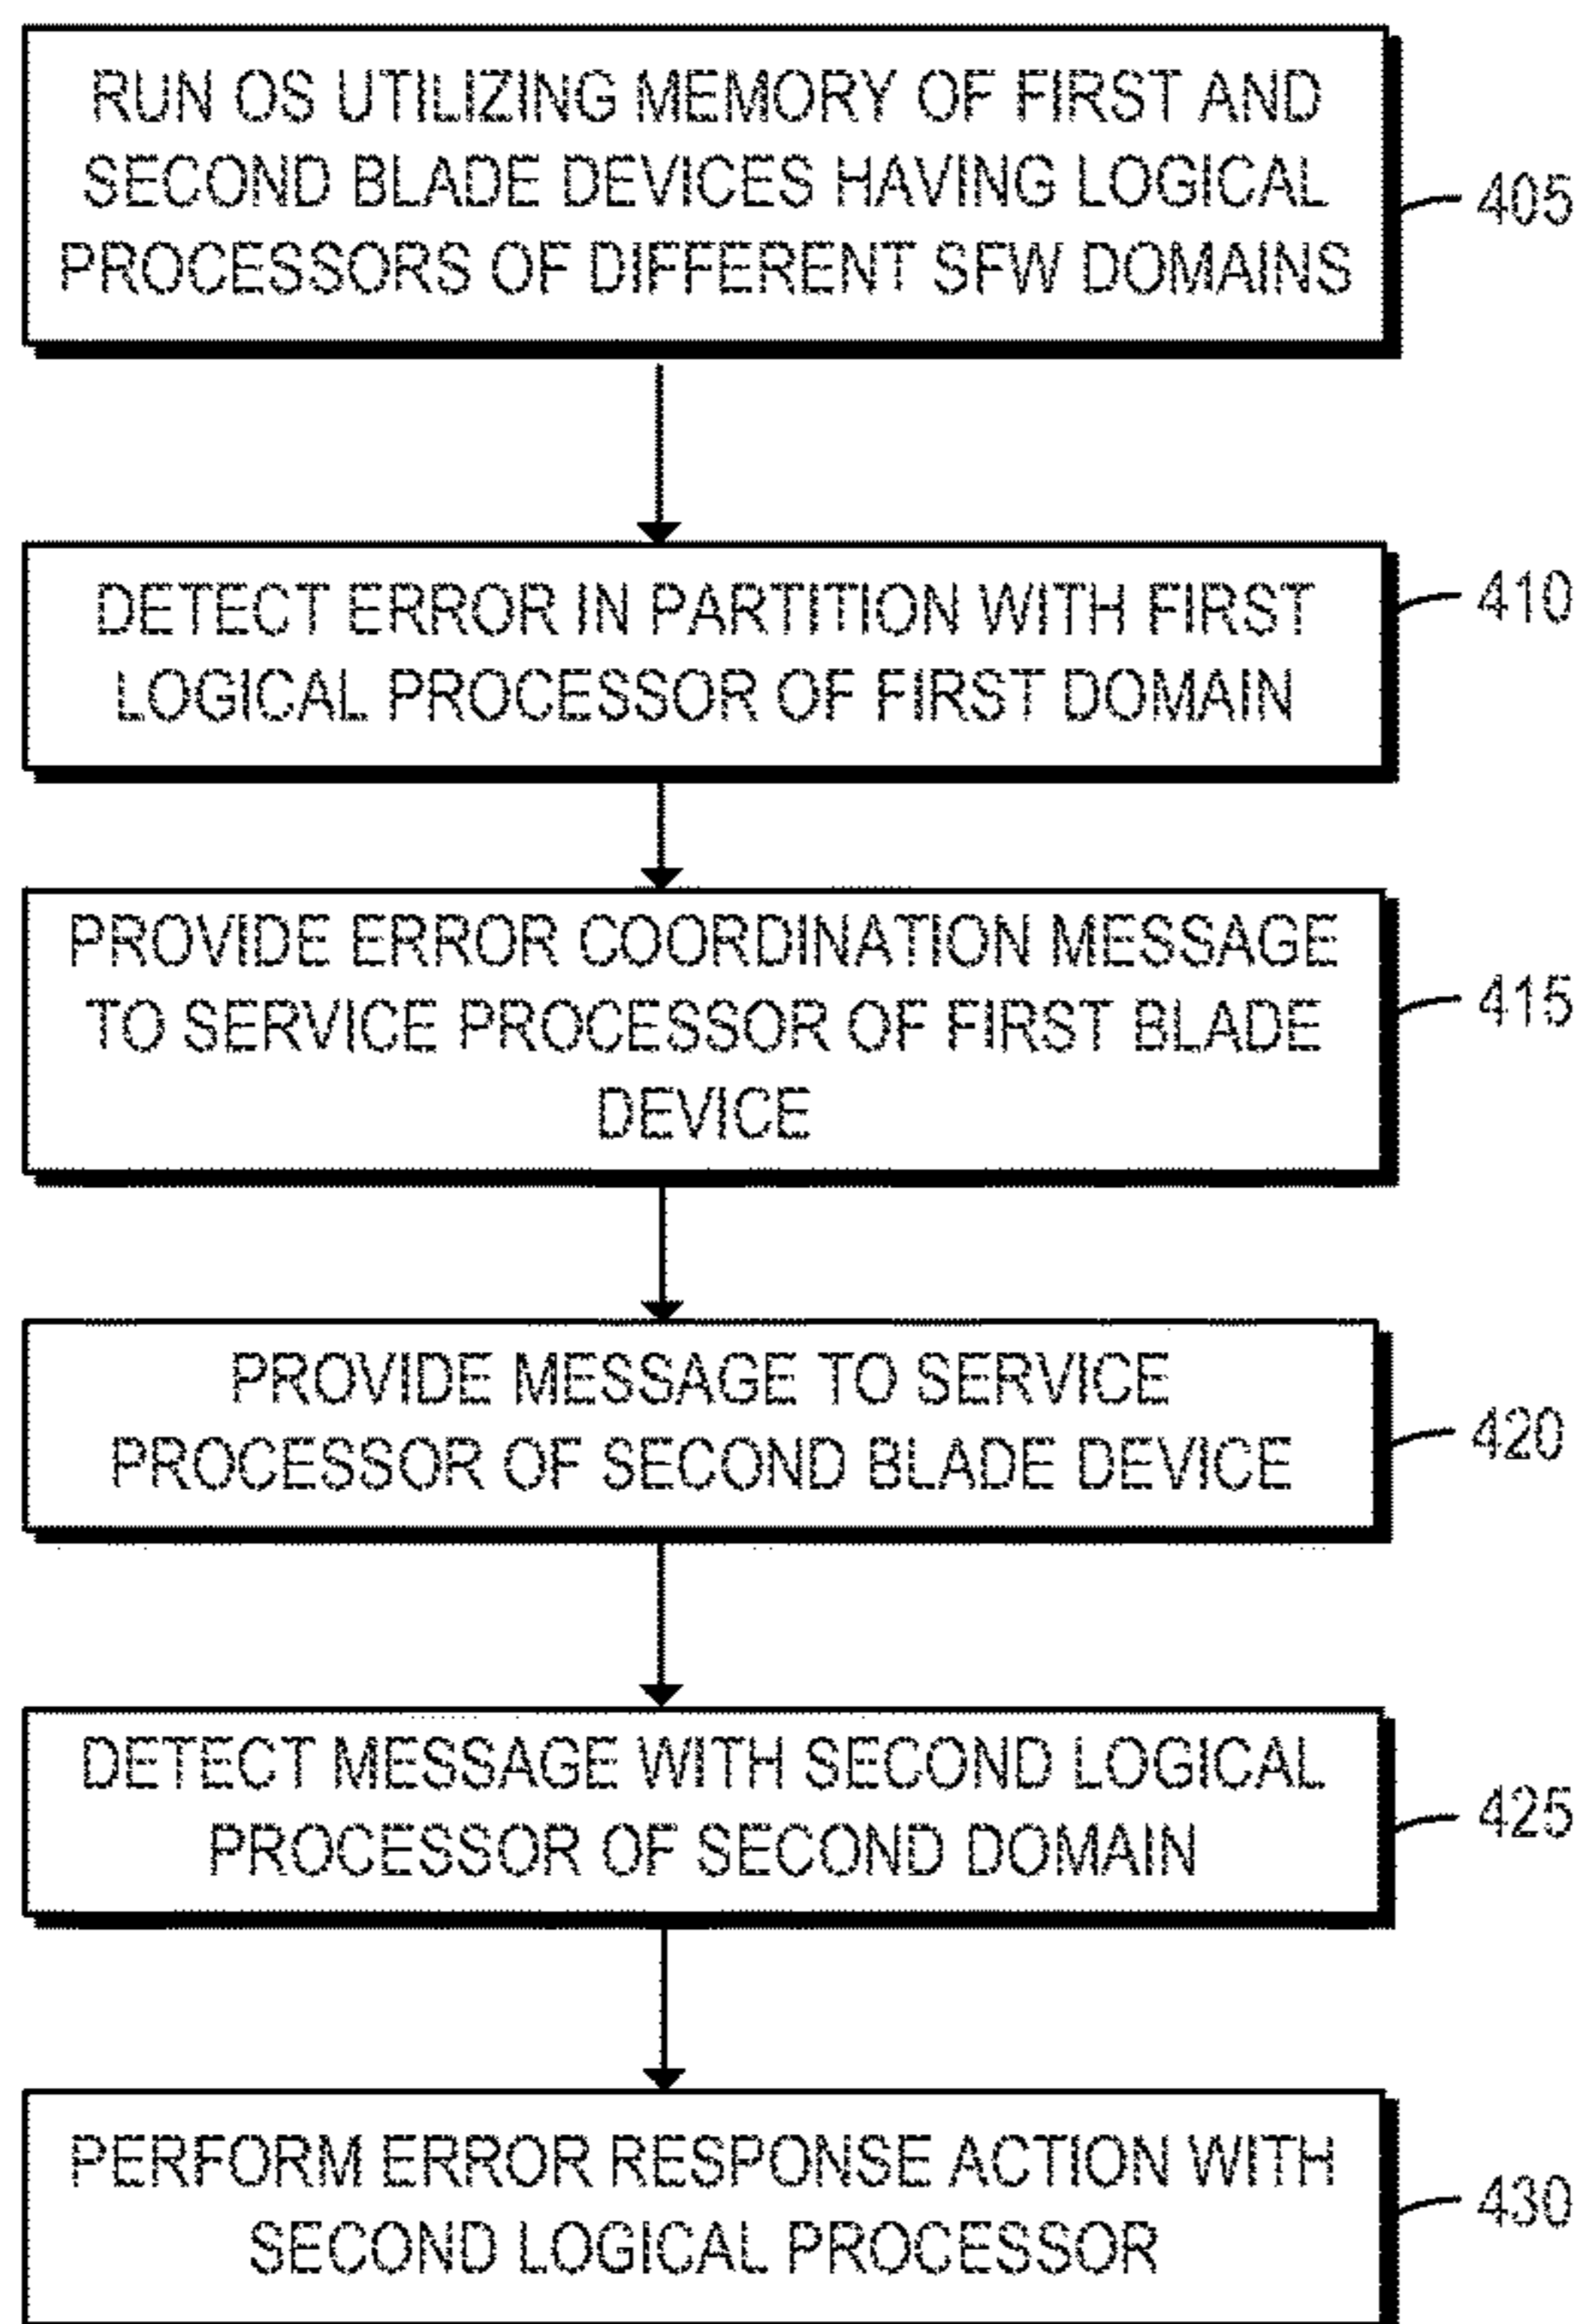 RUN OS UTILIZING MEMORY OF FIRST AND
SECOND BLADE DEVICES HAVING LOGICAL
PROCESSORS OF DIFFERENT SFW DOMAINS
405
DETECT ERROR IN PARTITION WITH FIRST
LOGICAL PROCESSOR OF FIRST DOMAIN
410
PROVIDE ERROR COORDINATION MESSAGE
TO SERVICE PROCESSOR OF FIRST BLADE
DEVICE
415
PROVIDE MESSAGE TO SERVICE
PROCESSOR OF SECOND BLADE DEVICE
420
DETECT MESSAGE WITH SECOND LOGICAL
PROCESSOR OF SECOND DOMAIN
425
PERFORM ERROR RESPONSE ACTION WITH
SECOND LOGICAL PROCESSOR
430